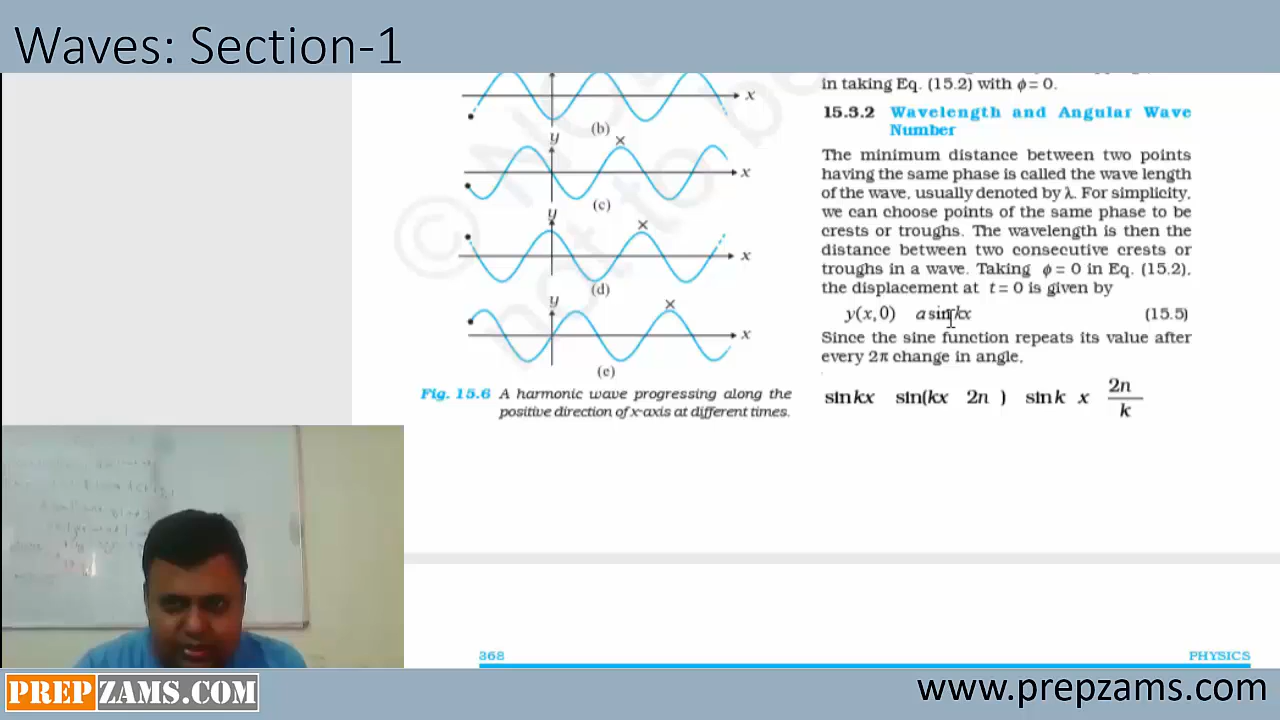 Waves: Section-1
x
(b)
y
x
(c)
y
x
(d)
y
x
(e)
Fig. 15.6 A harmonic wave progressing along the
positive direction of x-axis at different times.
in taking Eq. (15.2) with ϕ = 0.
15.3.2 Wavelength and Angular Wave
Number
The minimum distance between two points
having the same phase is called the wave length
of the wave, usually denoted by λ. For simplicity,
we can choose points of the same phase to be
crests or troughs. The wavelength is then the
distance between two consecutive crests or
troughs in a wave. Taking ϕ = 0 in Eq. (15.2),
the displacement at t = 0 is given by
y(x,0) a sin kx (15.5)
Since the sine function repeats its value after
every 2π change in angle,
sin kx sin(kx 2n ) sin k x 2n
k
368 PHYSICS
PREPZAMS.COM
www.prepzams.com